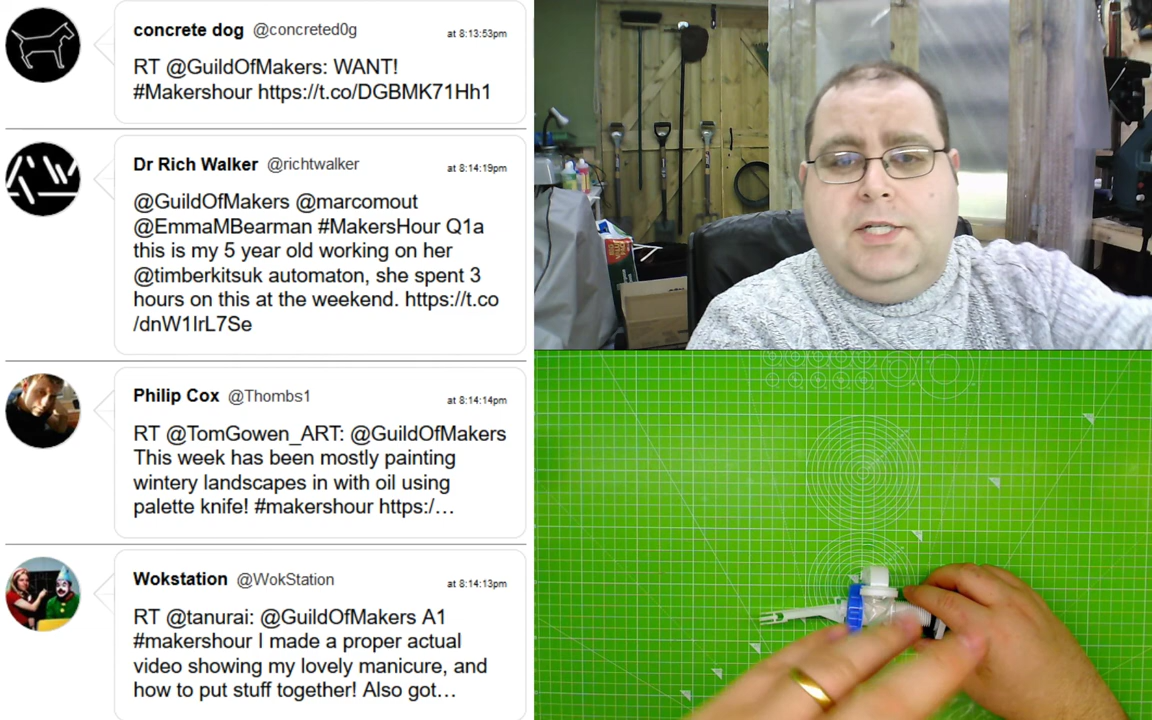 concrete dog @concreted0g at 8:13:53pm
RT @GuildOfMakers: WANT!
#Makershour https://t.co/DGBMK71Hh1
Dr Rich Walker @richtwalker at 8:14:19pm
@GuildOfMakers @marcomout
@EmmaMBearman #MakersHour Q1a
this is my 5 year old working on her
@timberkitsuk automaton, she spent 3
hours on this at the weekend. https://t.co
/dnW1IrL7Se
Philip Cox @Thombs1 at 8:14:14pm
RT @TomGowen_ART: @GuildOfMakers
This week has been mostly painting
wintery landscapes in with oil using
palette knife! #makershour https:/…
Wokstation @WokStation at 8:14:13pm
RT @tanurai: @GuildOfMakers A1
#makershour I made a proper actual
video showing my lovely manicure, and
how to put stuff together! Also got…